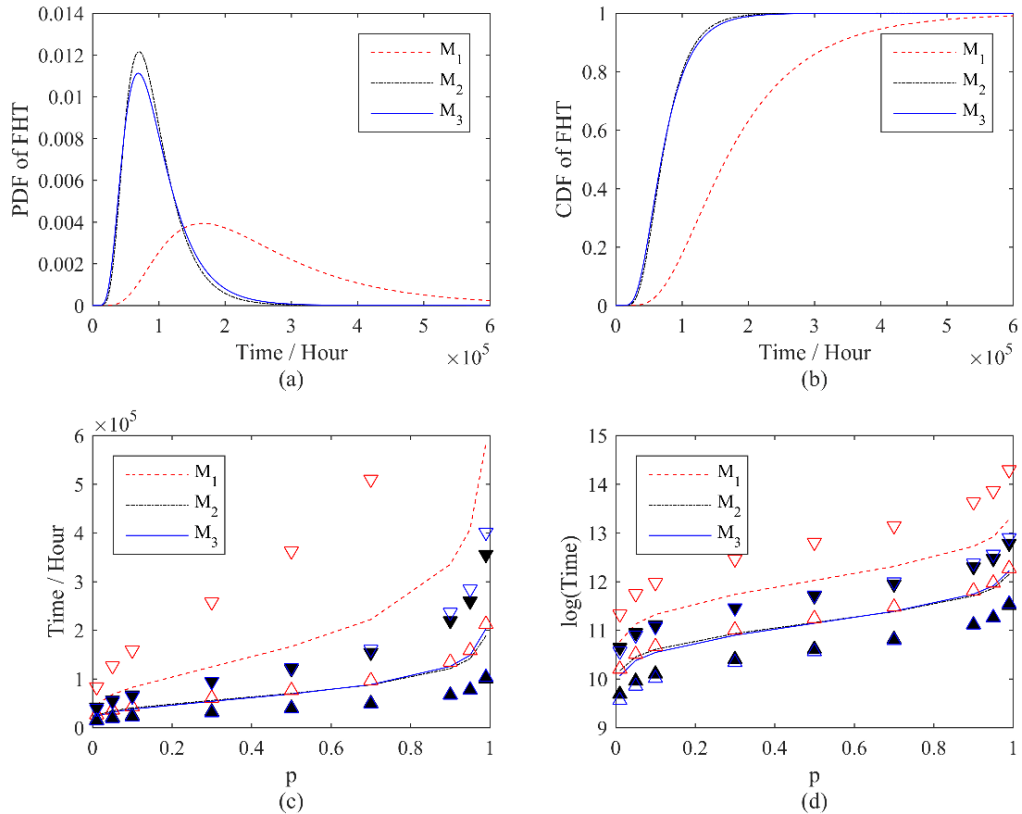 0.014
0.012
0.01
0.008
0.006
0.004
0.002
0
PDF of FHT
M1
M2
M3
0 1 2 3 4 5 6
Time / Hour
×10^5
(a)
1
0.8
0.6
0.4
0.2
0
CDF of FHT
M1
M2
M3
0 1 2 3 4 5 6
Time / Hour
×10^5
(b)
×10^5
6
5
4
3
2
1
0
Time / Hour
M1
M2
M3
0 0.2 0.4 0.6 0.8 1
p
(c)
15
14
13
12
11
10
9
log(Time)
M1
M2
M3
0 0.2 0.4 0.6 0.8 1
p
(d)